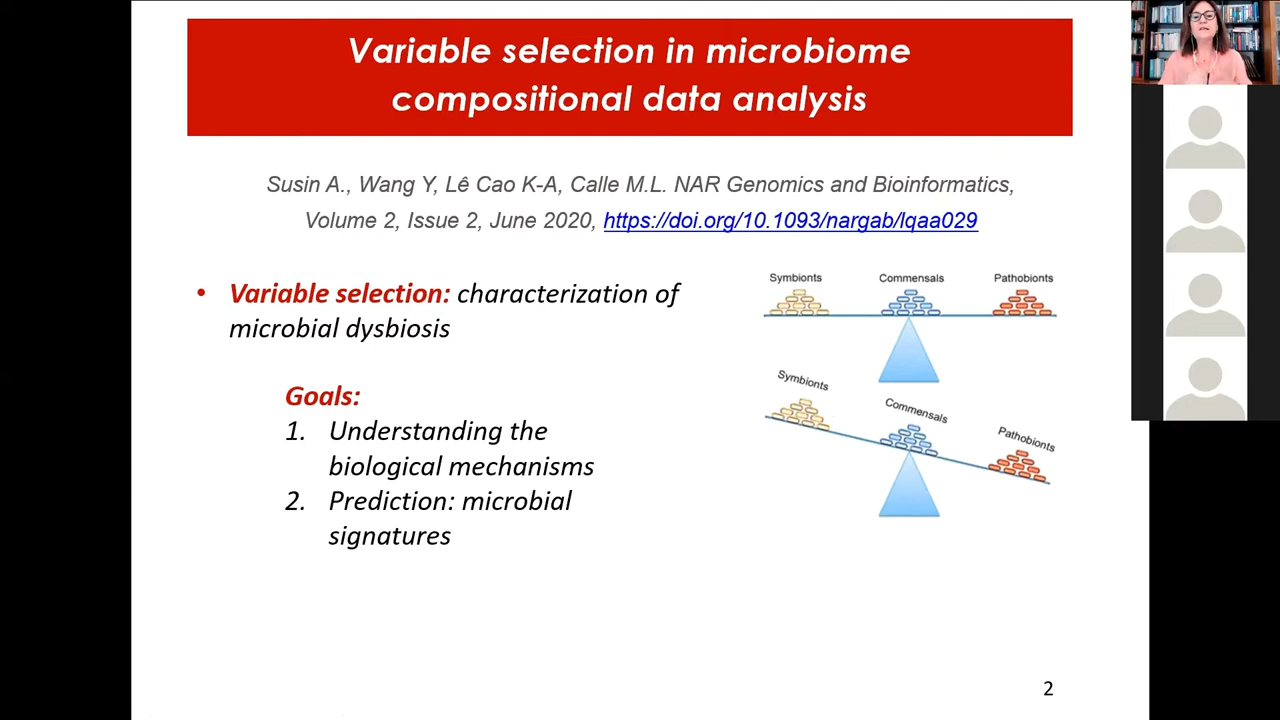 Variable selection in microbiome
compositional data analysis
Susin A., Wang Y, Lê Cao K-A, Calle M.L. NAR Genomics and Bioinformatics,
Volume 2, Issue 2, June 2020, https://doi.org/10.1093/nargab/lqaa029
• Variable selection: characterization of
microbial dysbiosis
Goals:
1. Understanding the
biological mechanisms
2. Prediction: microbial
signatures
Symbionts
Commensals
Pathobionts
Symbionts
Commensals
Pathobionts
2